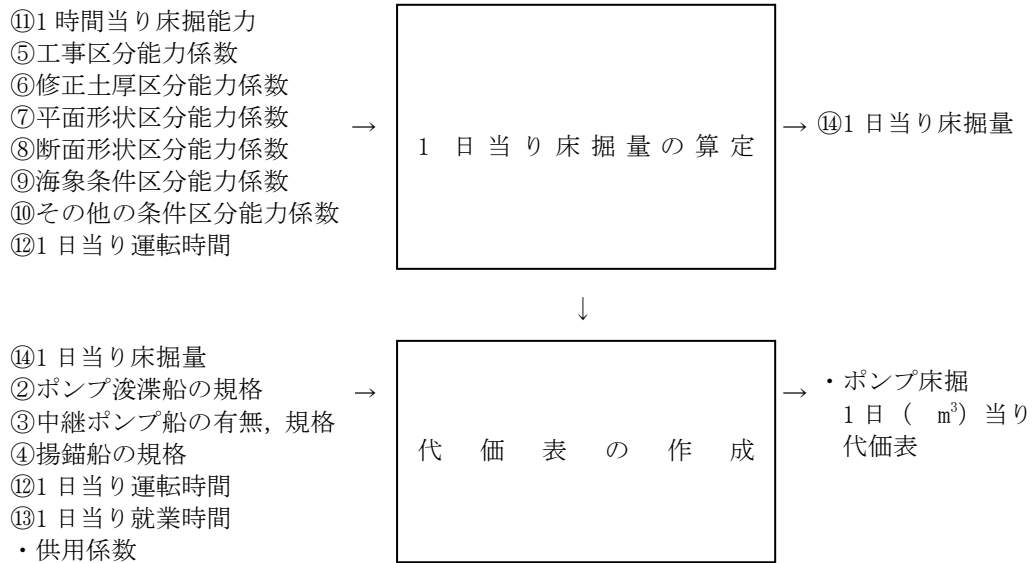 ⑪1 時間当り床掘能力
⑤工事区分能力係数
⑥修正土厚区分能力係数
⑦平面形状区分能力係数
⑧断面形状区分能力係数
⑨海象条件区分能力係数
⑩その他の条件区分能力係数
⑫1 日当り運転時間
→
1 日当り床掘量の算定
→ ⑭1 日当り床掘量
↓
⑭1 日当り床掘量
②ポンプ浚渫船の規格
③中継ポンプ船の有無, 規格
④揚錨船の規格
⑫1 日当り運転時間
⑬1 日当り就業時間
・供用係数
→
代価表の作成
→
・ポンプ床掘
1 日 ( m³) 当り
代価表